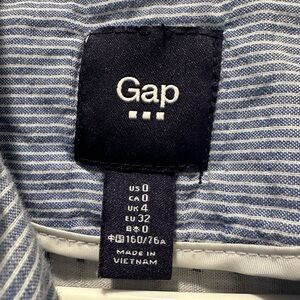 Gap
US 0
CA 0
UK 4
EU 32
日本 0
中国 160/76A
MADE IN
VIETNAM